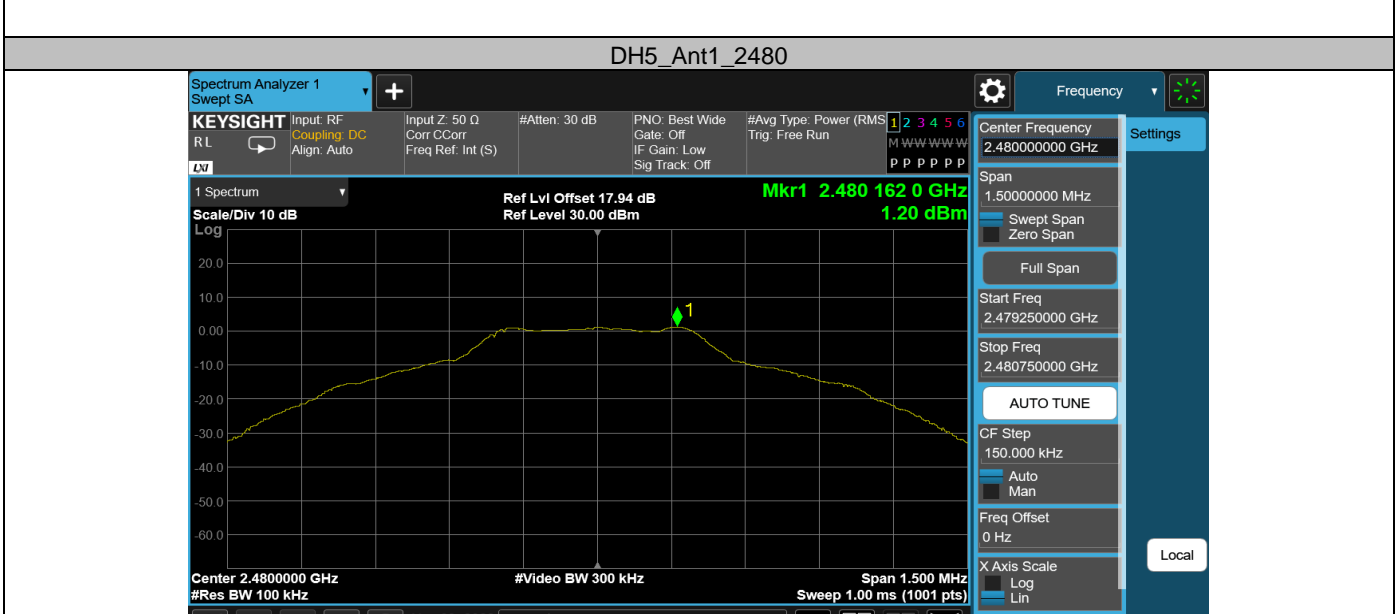 DH5_Ant1_2480
Spectrum Analyzer 1
Swept SA
+
Frequency
KEYSIGHT
R L
LXI
Input: RF
Coupling: DC
Align: Auto
Input Z: 50 Ω
Corr CCorr
Freq Ref: Int (S)
#Atten: 30 dB
PNO: Best Wide
Gate: Off
IF Gain: Low
Sig Track: Off
#Avg Type: Power (RMS
Trig: Free Run
1 2 3 4 5 6
M W W W W W
P P P P P P
1 Spectrum
Scale/Div 10 dB
Ref Lvl Offset 17.94 dB
Ref Level 30.00 dBm
Mkr1 2.480 162 0 GHz
1.20 dBm
Log
20.0
10.0
0.00
-10.0
-20.0
-30.0
-40.0
-50.0
-60.0
1
Center 2.4800000 GHz
#Res BW 100 kHz
#Video BW 300 kHz
Span 1.500 MHz
Sweep 1.00 ms (1001 pts)
Center Frequency
2.480000000 GHz
Span
1.50000000 MHz
Swept Span
Zero Span
Full Span
Start Freq
2.479250000 GHz
Stop Freq
2.480750000 GHz
AUTO TUNE
CF Step
150.000 kHz
Auto
Man
Freq Offset
0 Hz
X Axis Scale
Log
Lin
Settings
Local